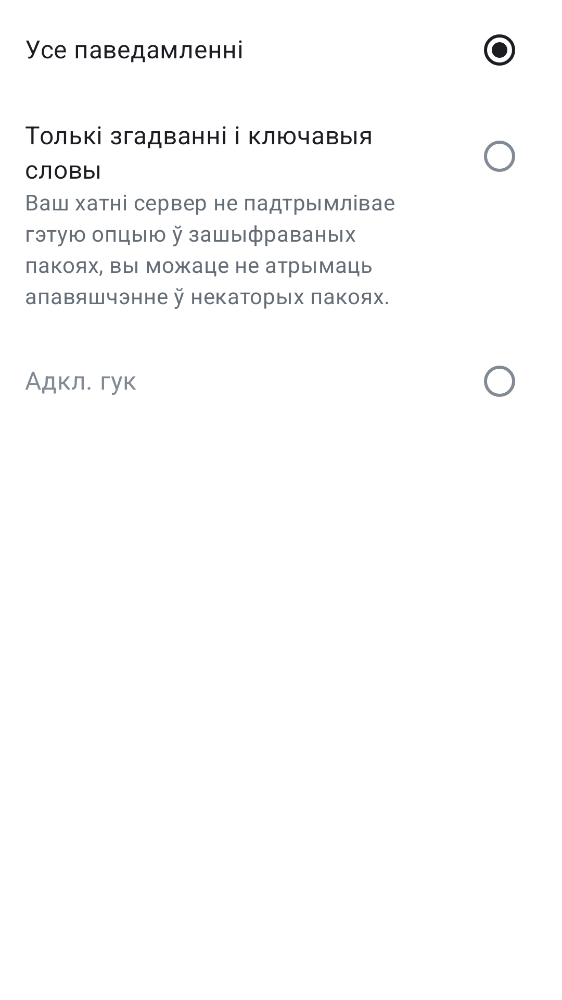 Усе паведамленні
Толькі згадванні і ключавыя
словы
Ваш хатні сервер не падтрымлівае
гэтую опцыю ў зашыфраваных
пакоях, вы можаце не атрымаць
апавяшчэнне ў некаторых пакоях.
Адкл. гук